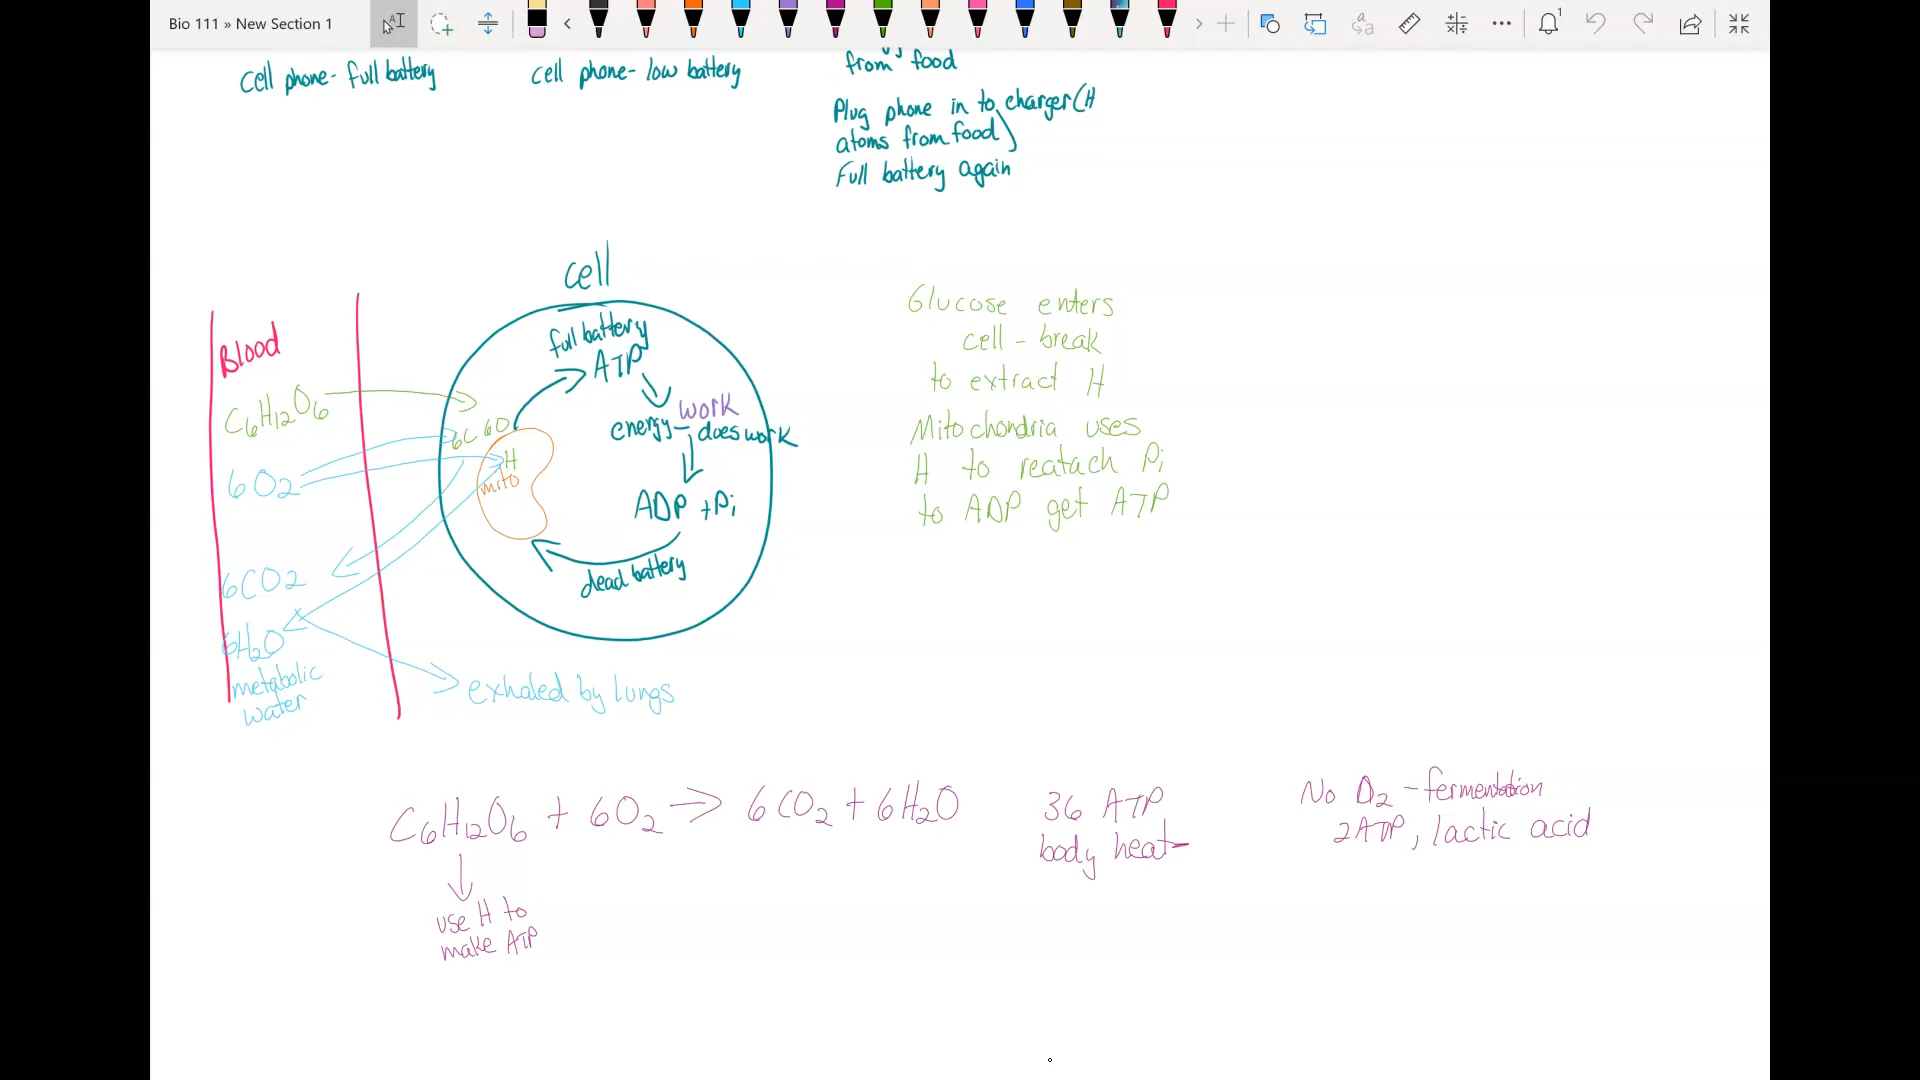 Bio 111 » New Section 1
Cell phone- full battery
cell phone- low battery
from food
Plug phone in to charger (H
atoms from food)
Full battery again
cell
Blood
C6H12O6
6O2
6CO2
6H2O
metabolic
water
full battery
ATP
work
energy - does work
6C 6O
H
mito
ADP + Pi
dead battery
exhaled by lungs
Glucose enters
cell - break
to extract H
Mitochondria uses
H to reatach Pi
to ADP get ATP
C6H12O6 + 6O2 → 6CO2 + 6H2O
use H to
make ATP
36 ATP
body heat
No O2 - fermentation
2ATP, lactic acid